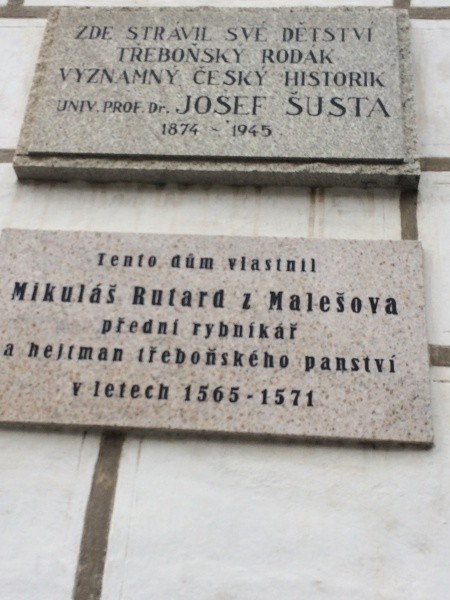 ZDE STRAVIL SVÉ DĚTSTVÍ
TŘEBOŇSKÝ RODÁK
VÝZNAMNÝ ČESKÝ HISTORIK
UNIV. PROF. Dr. JOSEF ŠUSTA
1874 - 1945
Tento dům vlastnil
Mikuláš Rutard z Malešova
přední rybníkář
a hejtman třeboňského panství
v letech 1565-1571